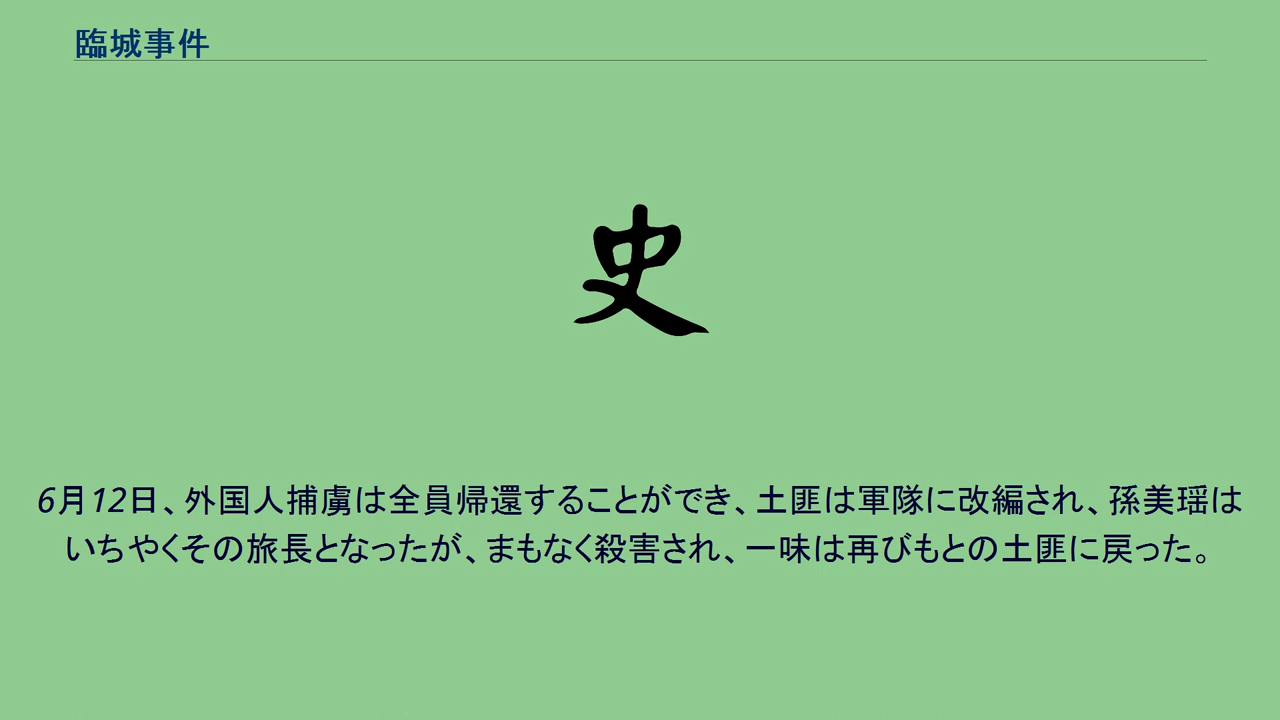 臨城事件
史
6月12日、外国人捕虜は全員帰還することができ、土匪は軍隊に改編され、孫美瑶は
いちやくその旅長となったが、まもなく殺害され、一味は再びもとの土匪に戻った。